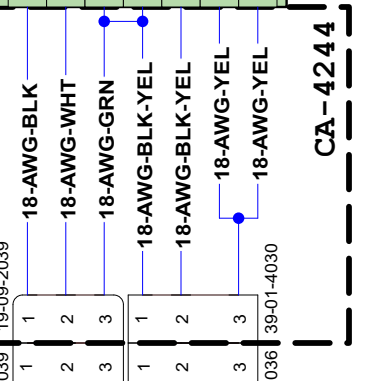 18-AWG-BLK
18-AWG-WHT
18-AWG-GRN
18-AWG-BLK-YEL
18-AWG-BLK-YEL
18-AWG-YEL
18-AWG-YEL
CA-4244
19-09-2039
1
2
3
1
2
3
39-01-4030
039
1
2
3
1
2
3
036